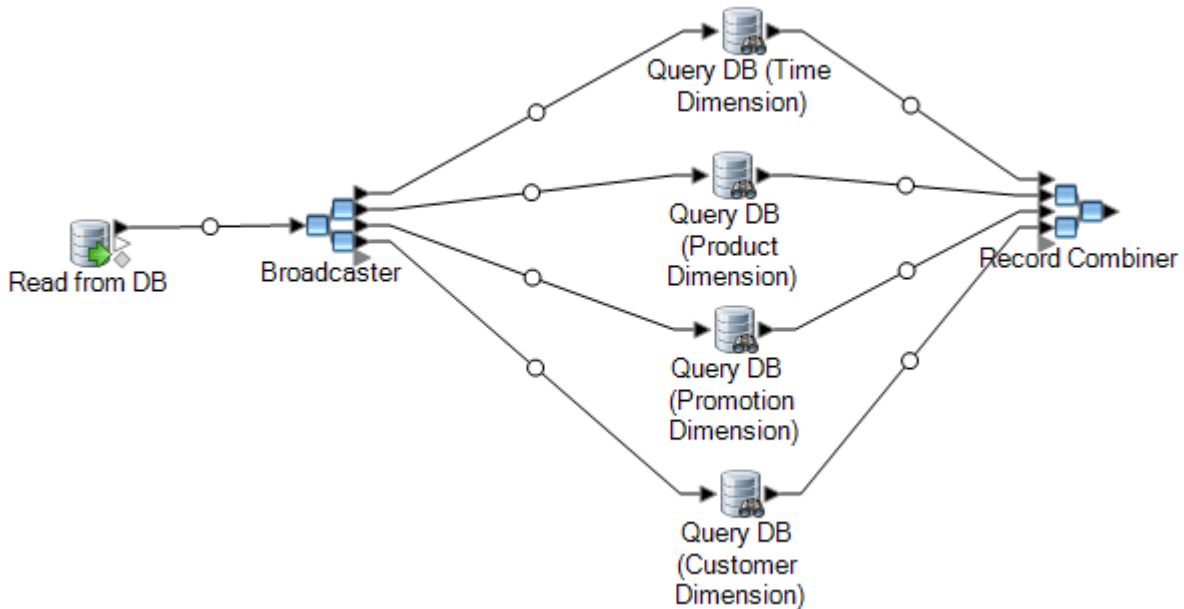 Read from DB
Broadcaster
Query DB (Time
Dimension)
Query DB
(Product
Dimension)
Query DB
(Promotion
Dimension)
Query DB
(Customer
Dimension)
Record Combiner